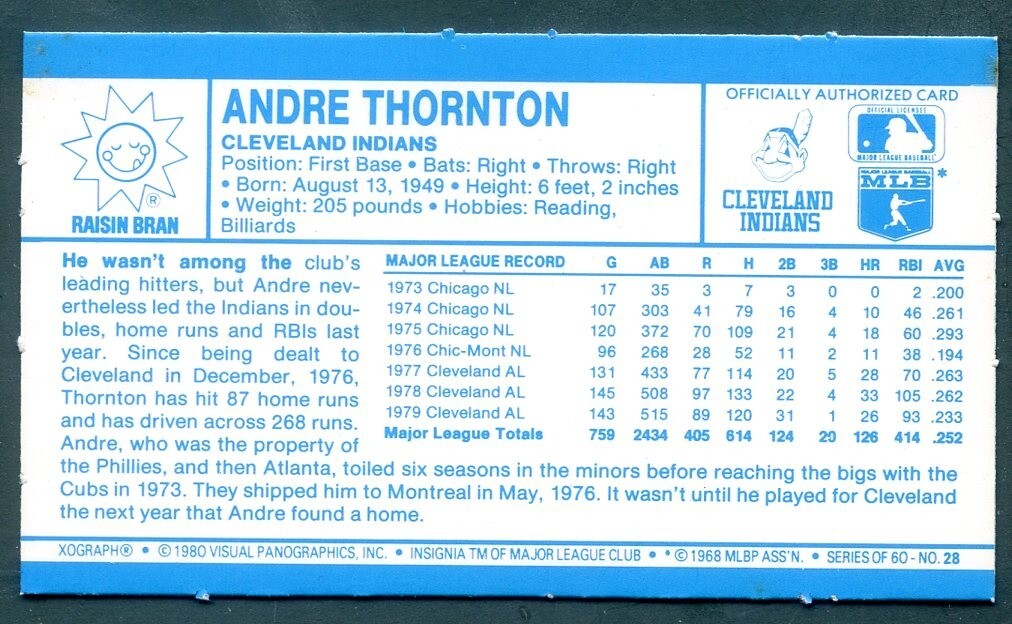 ANDRE THORNTON
CLEVELAND INDIANS
Position: First Base • Bats: Right • Throws: Right
• Born: August 13, 1949 • Height: 6 feet, 2 inches
• Weight: 205 pounds • Hobbies: Reading,
Billiards
®
RAISIN BRAN
OFFICIALLY AUTHORIZED CARD
OFFICIAL LICENSEE
MAJOR LEAGUE BASEBALL
CLEVELAND
INDIANS
MAJOR LEAGUE BASEBALL
MLB *
He wasn't among the club's
leading hitters, but Andre nev-
ertheless led the Indians in dou-
bles, home runs and RBIs last
year. Since being dealt to
Cleveland in December, 1976,
Thornton has hit 87 home runs
and has driven across 268 runs.
Andre, who was the property of
the Phillies, and then Atlanta, toiled six seasons in the minors before reaching the bigs with the
Cubs in 1973. They shipped him to Montreal in May, 1976. It wasn't until he played for Cleveland
the next year that Andre found a home.
MAJOR LEAGUE RECORD G AB R H 2B 3B HR RBI AVG
1973 Chicago NL 17 35 3 7 3 0 0 2 .200
1974 Chicago NL 107 303 41 79 16 4 10 46 .261
1975 Chicago NL 120 372 70 109 21 4 18 60 .293
1976 Chic-Mont NL 96 268 28 52 11 2 11 38 .194
1977 Cleveland AL 131 433 77 114 20 5 28 70 .263
1978 Cleveland AL 145 508 97 133 22 4 33 105 .262
1979 Cleveland AL 143 515 89 120 31 1 26 93 .233
Major League Totals 759 2434 405 614 124 20 126 414 .252
XOGRAPH® • © 1980 VISUAL PANOGRAPHICS, INC. • INSIGNIA TM OF MAJOR LEAGUE CLUB • * © 1968 MLBP ASS'N. • SERIES OF 60 - NO. 28